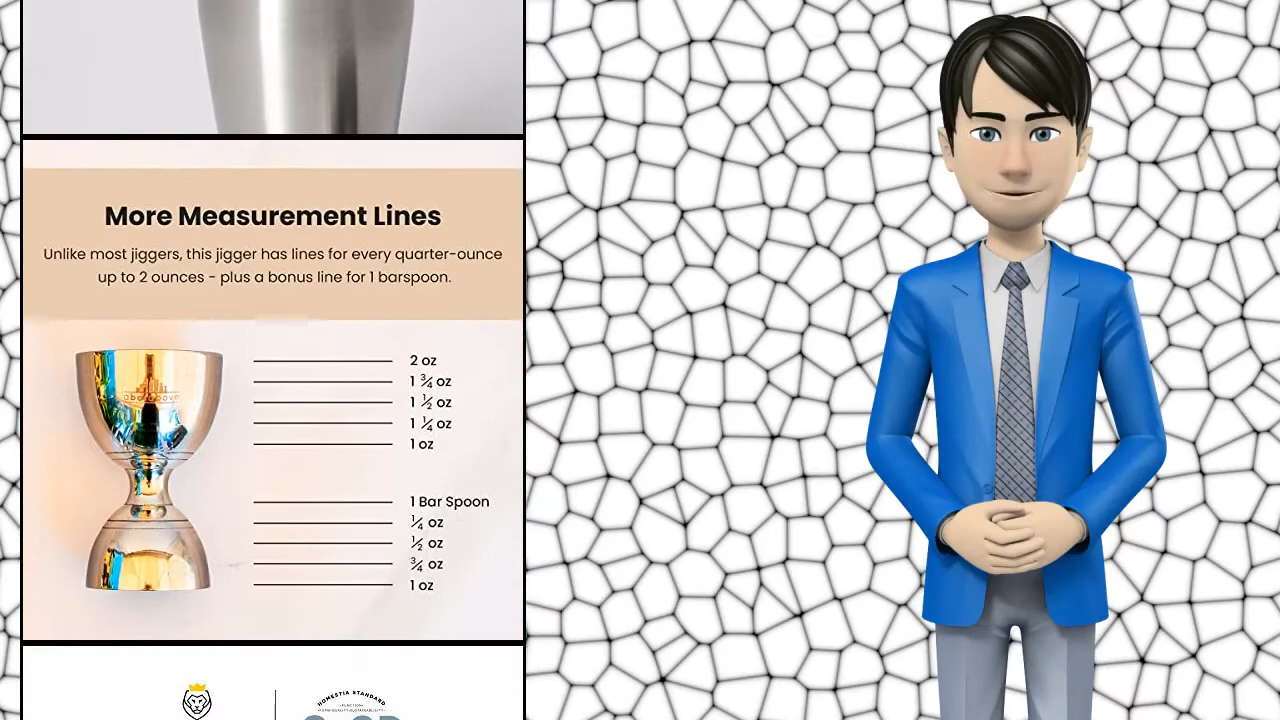 More Measurement Lines
Unlike most jiggers, this jigger has lines for every quarter-ounce
up to 2 ounces - plus a bonus line for 1 barspoon.
2 oz
1 ¾ oz
1 ½ oz
1 ¼ oz
1 oz
1 Bar Spoon
¼ oz
½ oz
¾ oz
1 oz